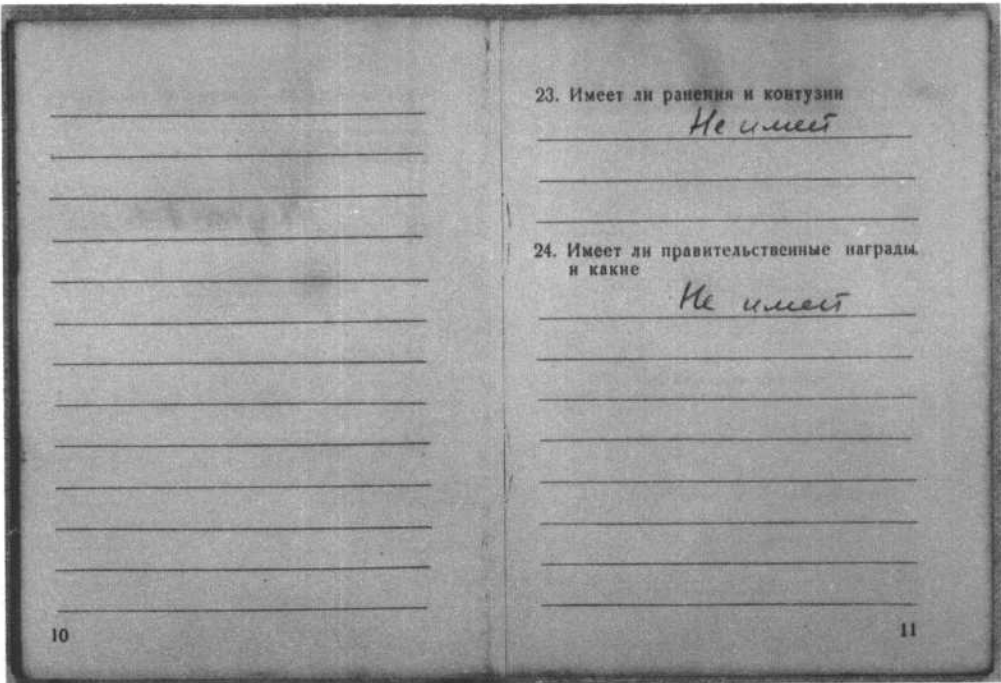 23. Имеет ли ранения и контузии
Не имеет
24. Имеет ли правительственные награды
и какие
Не имеет
10
11